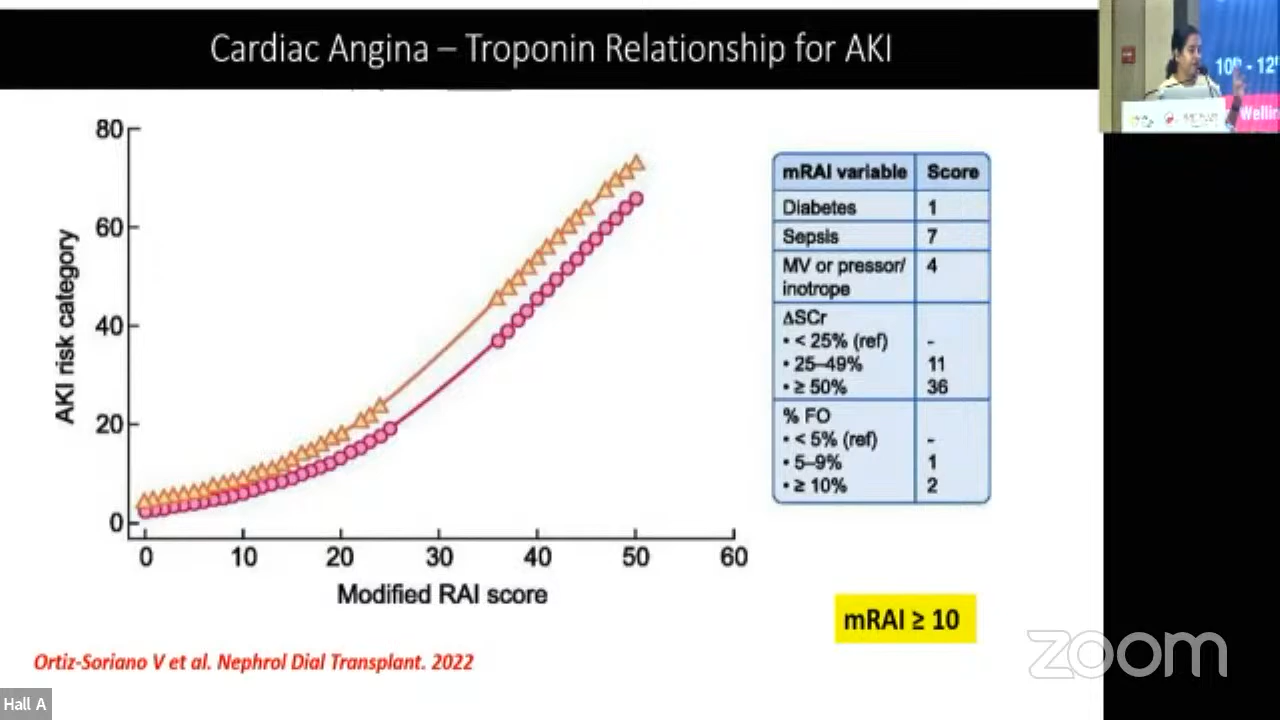 Cardiac Angina – Troponin Relationship for AKI
10th - 12t
Wellin
80
60
40
20
0
AKI risk category
0 10 20 30 40 50 60
Modified RAI score
mRAI variable Score
Diabetes 1
Sepsis 7
MV or pressor/ 4
inotrope
ΔSCr
• < 25% (ref) -
• 25–49% 11
• ≥ 50% 36
% FO
• < 5% (ref) -
• 5–9% 1
• ≥ 10% 2
mRAI ≥ 10
Ortiz-Soriano V et al. Nephrol Dial Transplant. 2022
zoom
Hall A